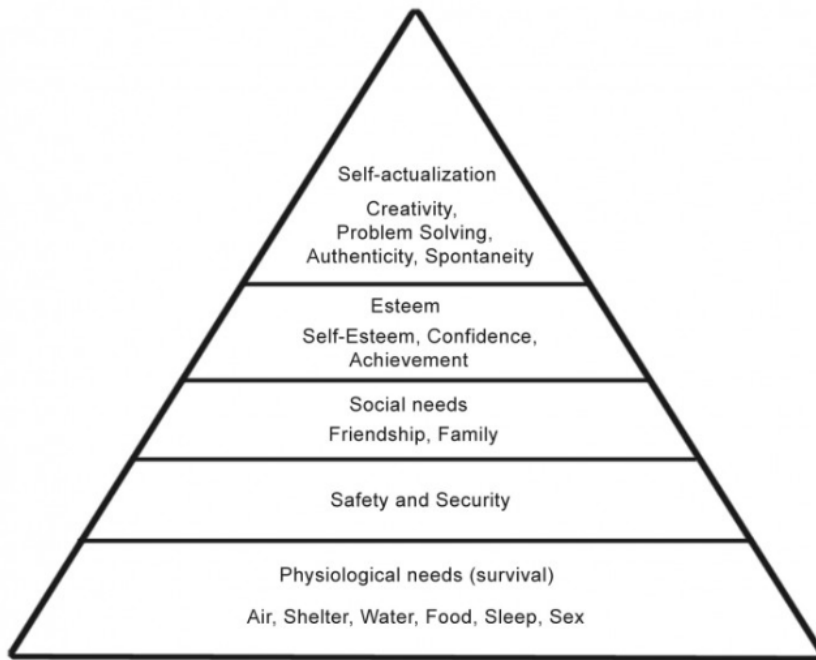 Self-actualization
Creativity,
Problem Solving,
Authenticity, Spontaneity
Esteem
Self-Esteem, Confidence,
Achievement
Social needs
Friendship, Family
Safety and Security
Physiological needs (survival)
Air, Shelter, Water, Food, Sleep, Sex